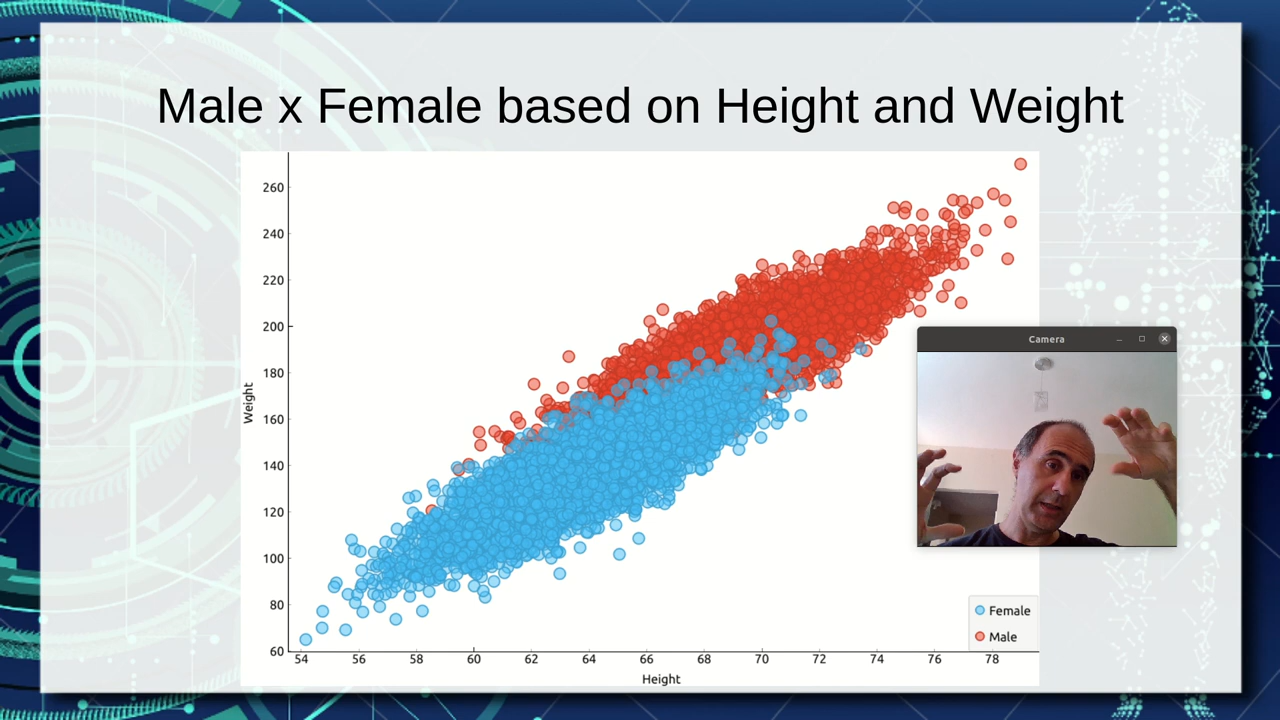 Male x Female based on Height and Weight
260
240
220
200
180
160
140
120
100
80
60
Weight
54 56 58 60 62 64 66 68 70 72 74 76 78
Height
Female
Male
Camera